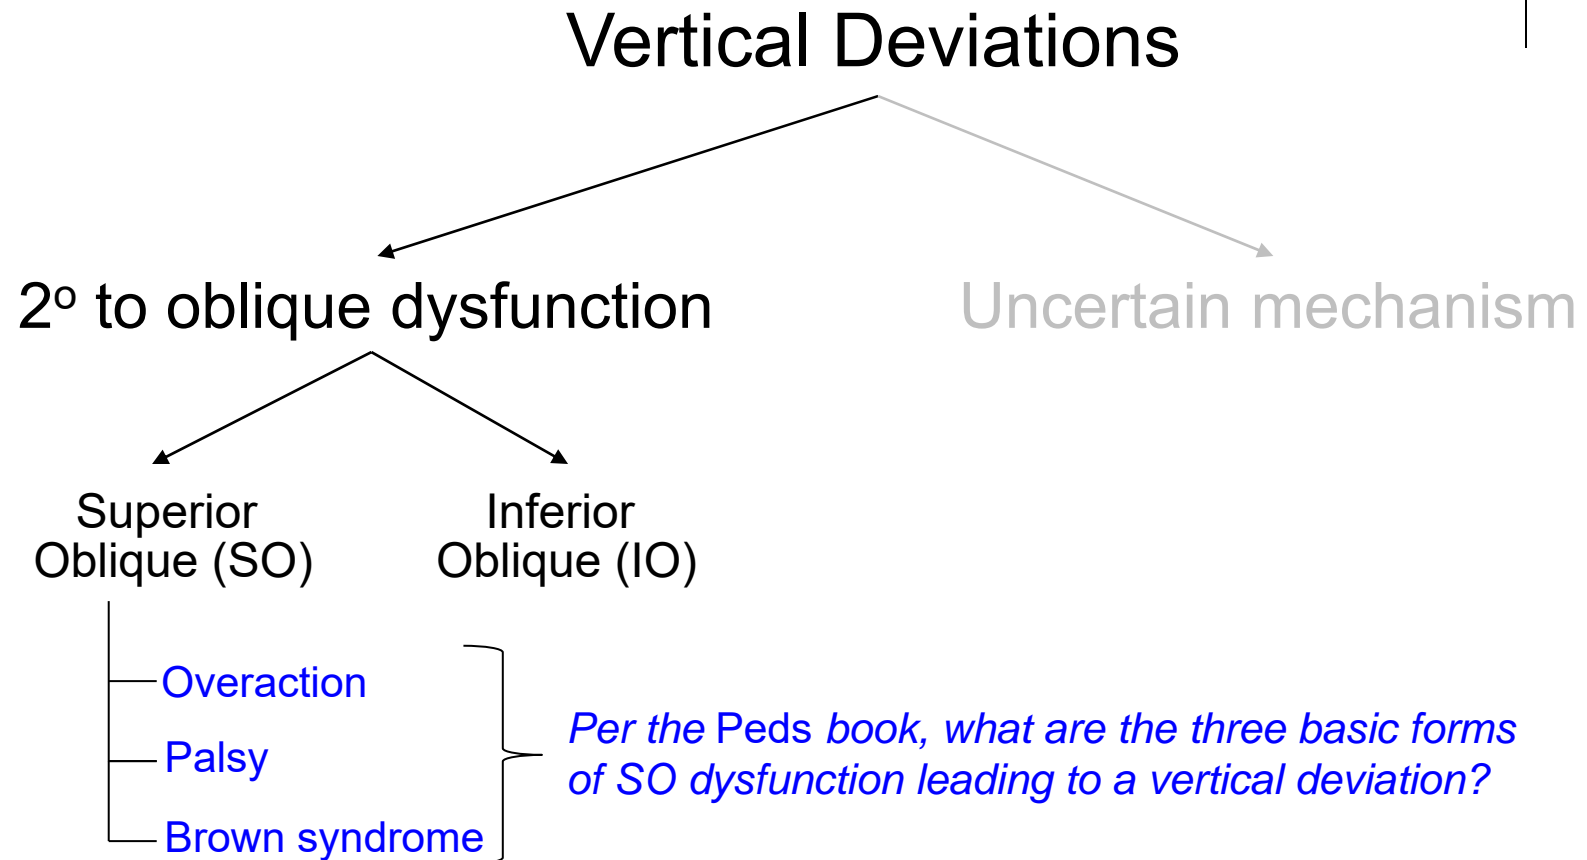 Vertical Deviations
2º to oblique dysfunction
Uncertain mechanism
Superior
Oblique (SO)
Inferior
Oblique (IO)
Overaction
Palsy
Brown syndrome
Per the Peds book, what are the three basic forms
of SO dysfunction leading to a vertical deviation?